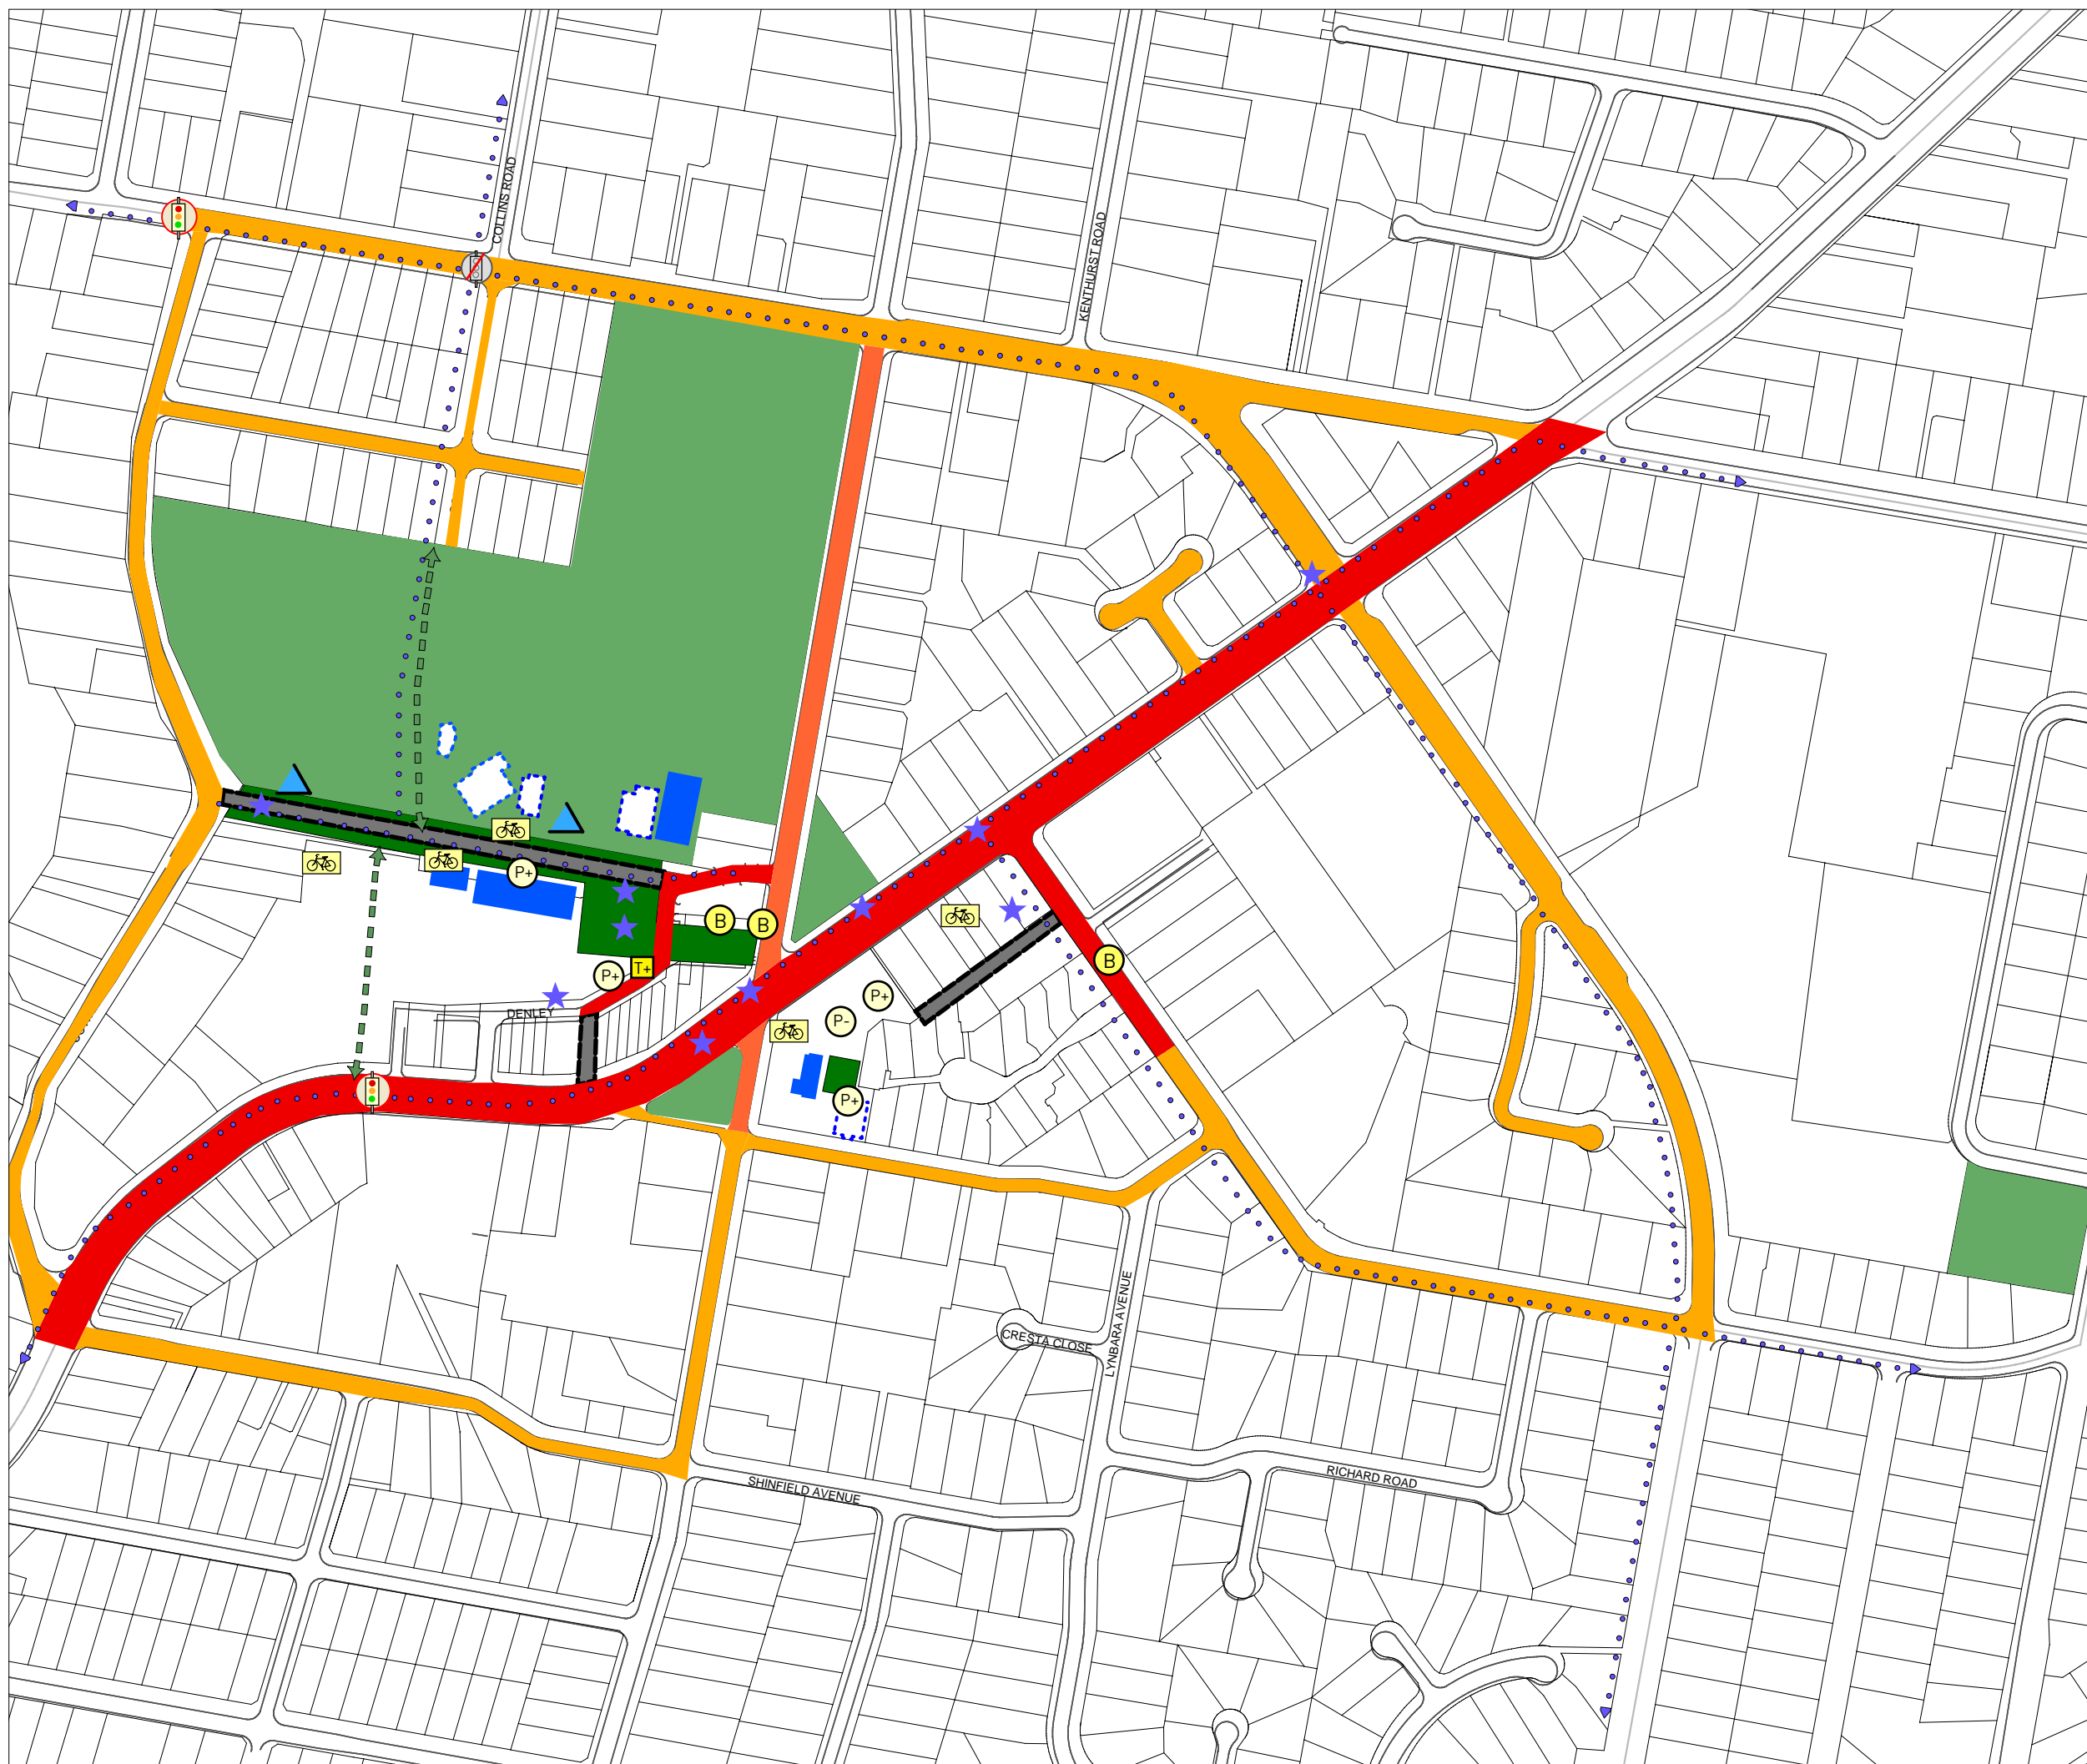 COLLINS ROAD
KENTHURST ROAD
P+
B
B
B
T+
P+
P+
P-
DENLEY
P+
CRESTA CLOSE
LYNBARA AVENUE
RICHARD ROAD
SHINFIELD AVENUE